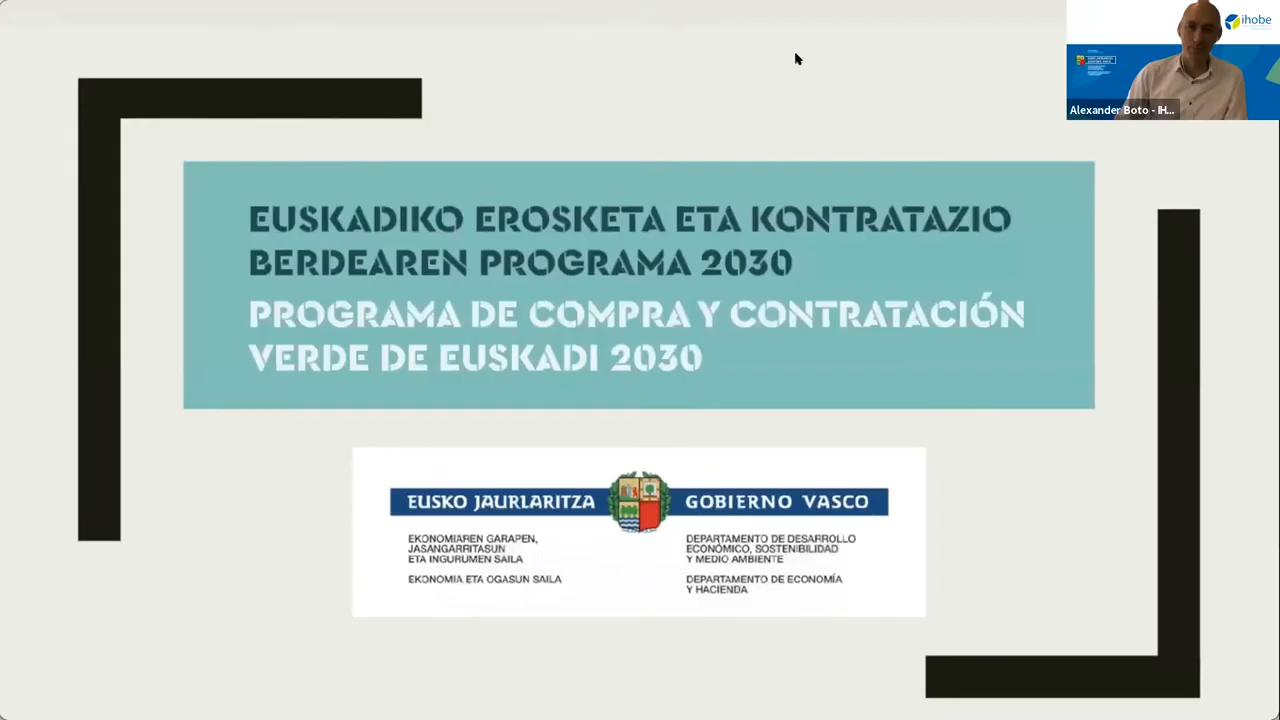 ihobe
Alexander Boto - IH...
EUSKADIKO EROSKETA ETA KONTRATAZIO
BERDEAREN PROGRAMA 2030
PROGRAMA DE COMPRA Y CONTRATACIÓN
VERDE DE EUSKADI 2030
EUSKO JAURLARITZA
GOBIERNO VASCO
EKONOMIAREN GARAPEN,
JASANGARRITASUN
ETA INGURUMEN SAILA
EKONOMIA ETA OGASUN SAILA
DEPARTAMENTO DE DESARROLLO
ECONÓMICO, SOSTENIBILIDAD
Y MEDIO AMBIENTE
DEPARTAMENTO DE ECONOMÍA
Y HACIENDA